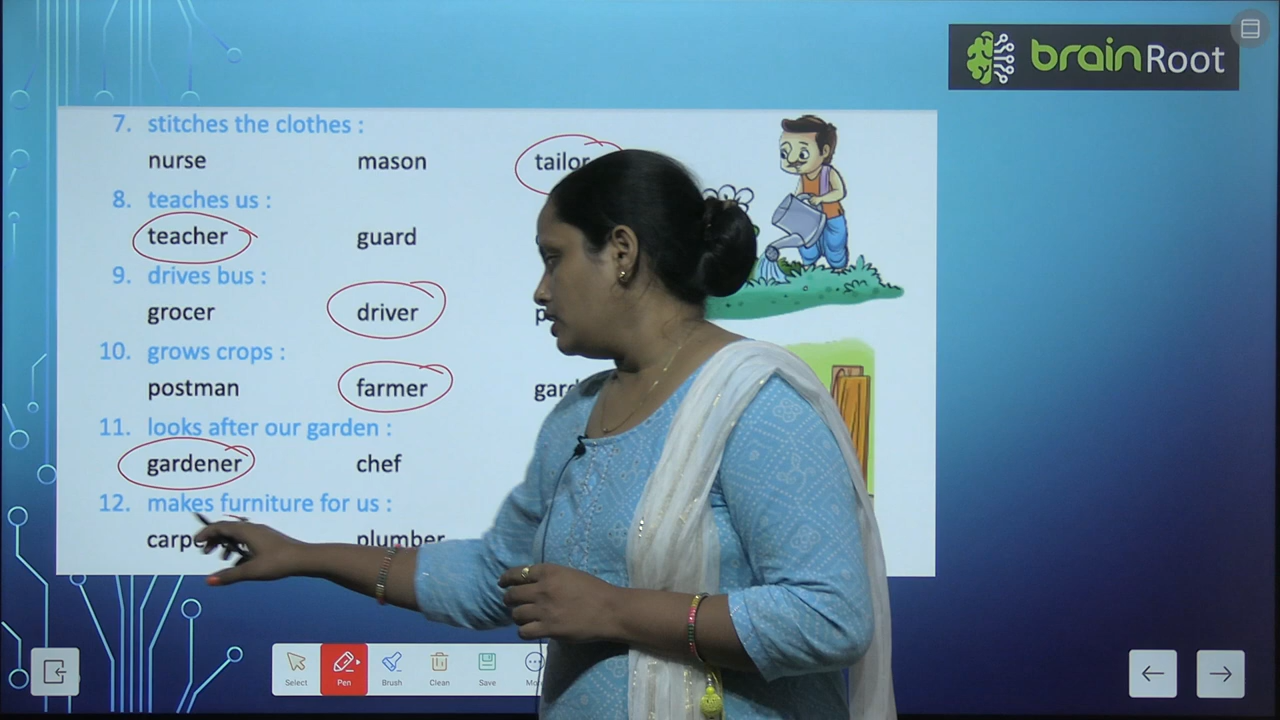 brainRoot
7. stitches the clothes :
nurse mason tailor
8. teaches us :
teacher guard
9. drives bus :
grocer driver
10. grows crops :
postman farmer
11. looks after our garden :
gardener chef
12. makes furniture for us :
plumber
Select Pen Brush Clean Save